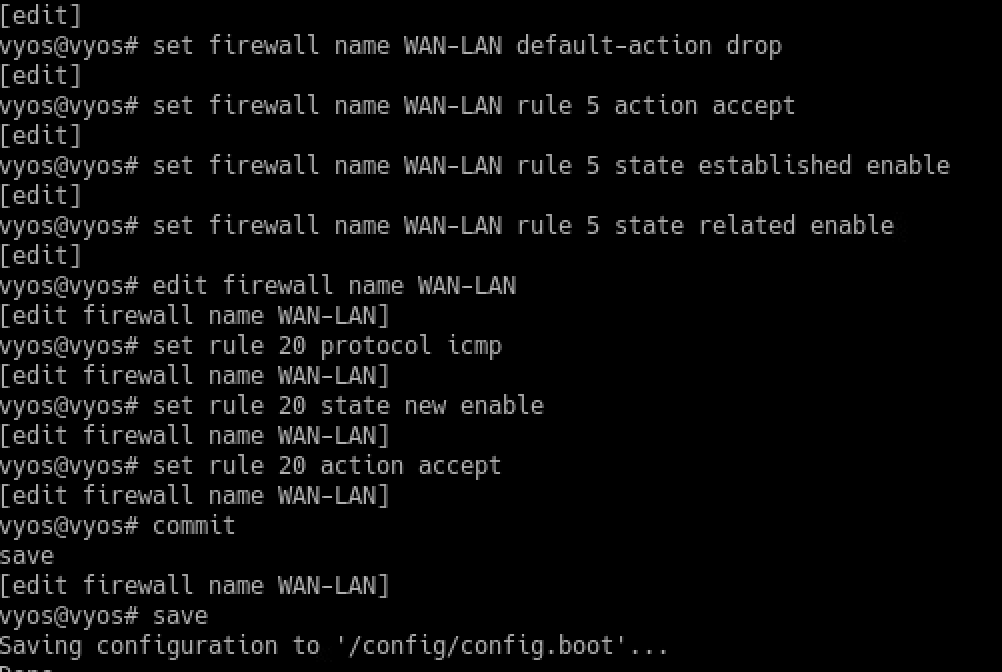 [edit]
vyos@vyos# set firewall name WAN-LAN default-action drop
[edit]
vyos@vyos# set firewall name WAN-LAN rule 5 action accept
[edit]
vyos@vyos# set firewall name WAN-LAN rule 5 state established enable
[edit]
vyos@vyos# set firewall name WAN-LAN rule 5 state related enable
[edit]
vyos@vyos# edit firewall name WAN-LAN
[edit firewall name WAN-LAN]
vyos@vyos# set rule 20 protocol icmp
[edit firewall name WAN-LAN]
vyos@vyos# set rule 20 state new enable
[edit firewall name WAN-LAN]
vyos@vyos# set rule 20 action accept
[edit firewall name WAN-LAN]
vyos@vyos# commit
save
[edit firewall name WAN-LAN]
vyos@vyos# save
Saving configuration to '/config/config.boot'...
Done